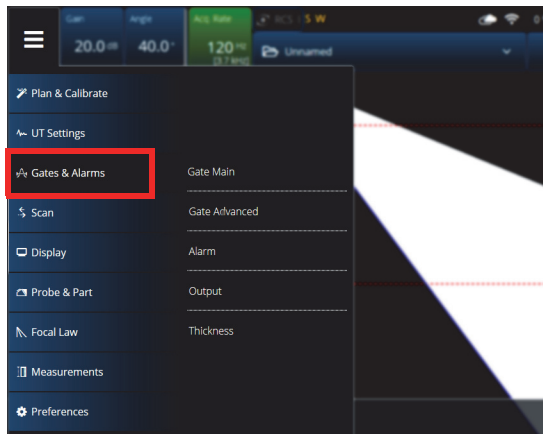 Gain
Angle
Acq. Rate
RCS | S W
20.0 dB
40.0 °
120 Hz
Unnamed
Plan & Calibrate
UT Settings
Gates & Alarms
Gate Main
Scan
Gate Advanced
Display
Alarm
Probe & Part
Output
Focal Law
Thickness
Measurements
Preferences